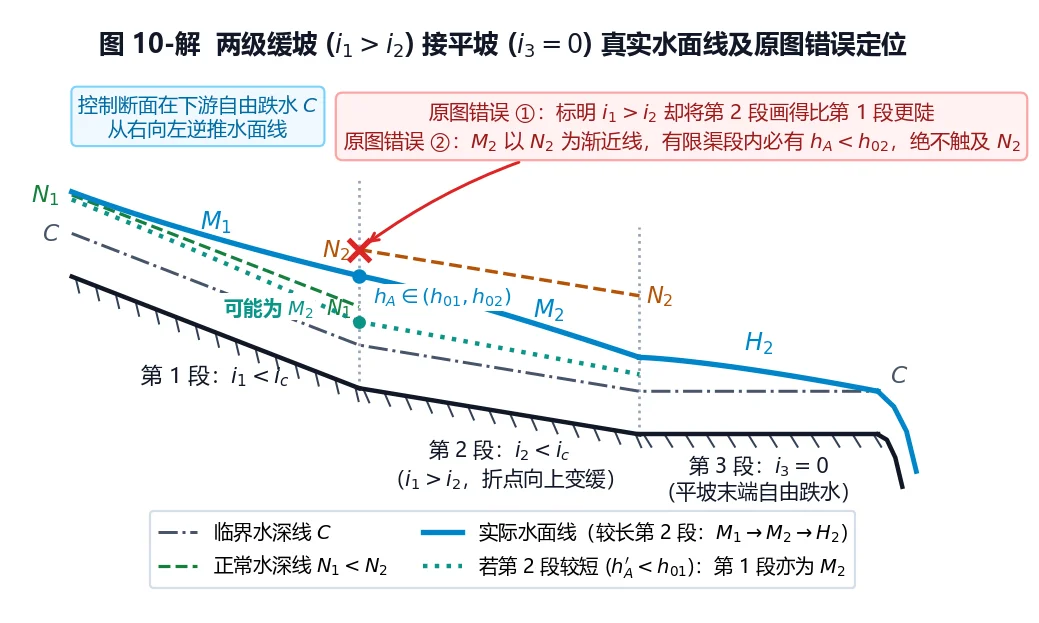 图 10-解 两级缓坡 (i₁ > i₂) 接平坡 (i₃ = 0) 真实水面线及原图错误定位
控制断面在下游自由跌水 C
从右向左逆推水面线
原图错误 ①：标明 i₁ > i₂ 却将第 2 段画得比第 1 段更陡
原图错误 ②：M₂ 以 N₂ 为渐近线，有限渠段内必有 h_A < h₀₂，绝不触及 N₂
N₁
C
M₁
N₂
h_A ∈ (h₀₁, h₀₂)
N₂
可能为 M₂
N₁
M₂
H₂
C
第 1 段：i₁ < i_c
第 2 段：i₂ < i_c
(i₁ > i₂，折点向上变缓)
第 3 段：i₃ = 0
(平坡末端自由跌水)
临界水深线 C
正常水深线 N₁ < N₂
实际水面线（较长第 2 段：M₁→M₂→H₂）
若第 2 段较短 (h′_A < h₀₁)：第 1 段亦为 M₂